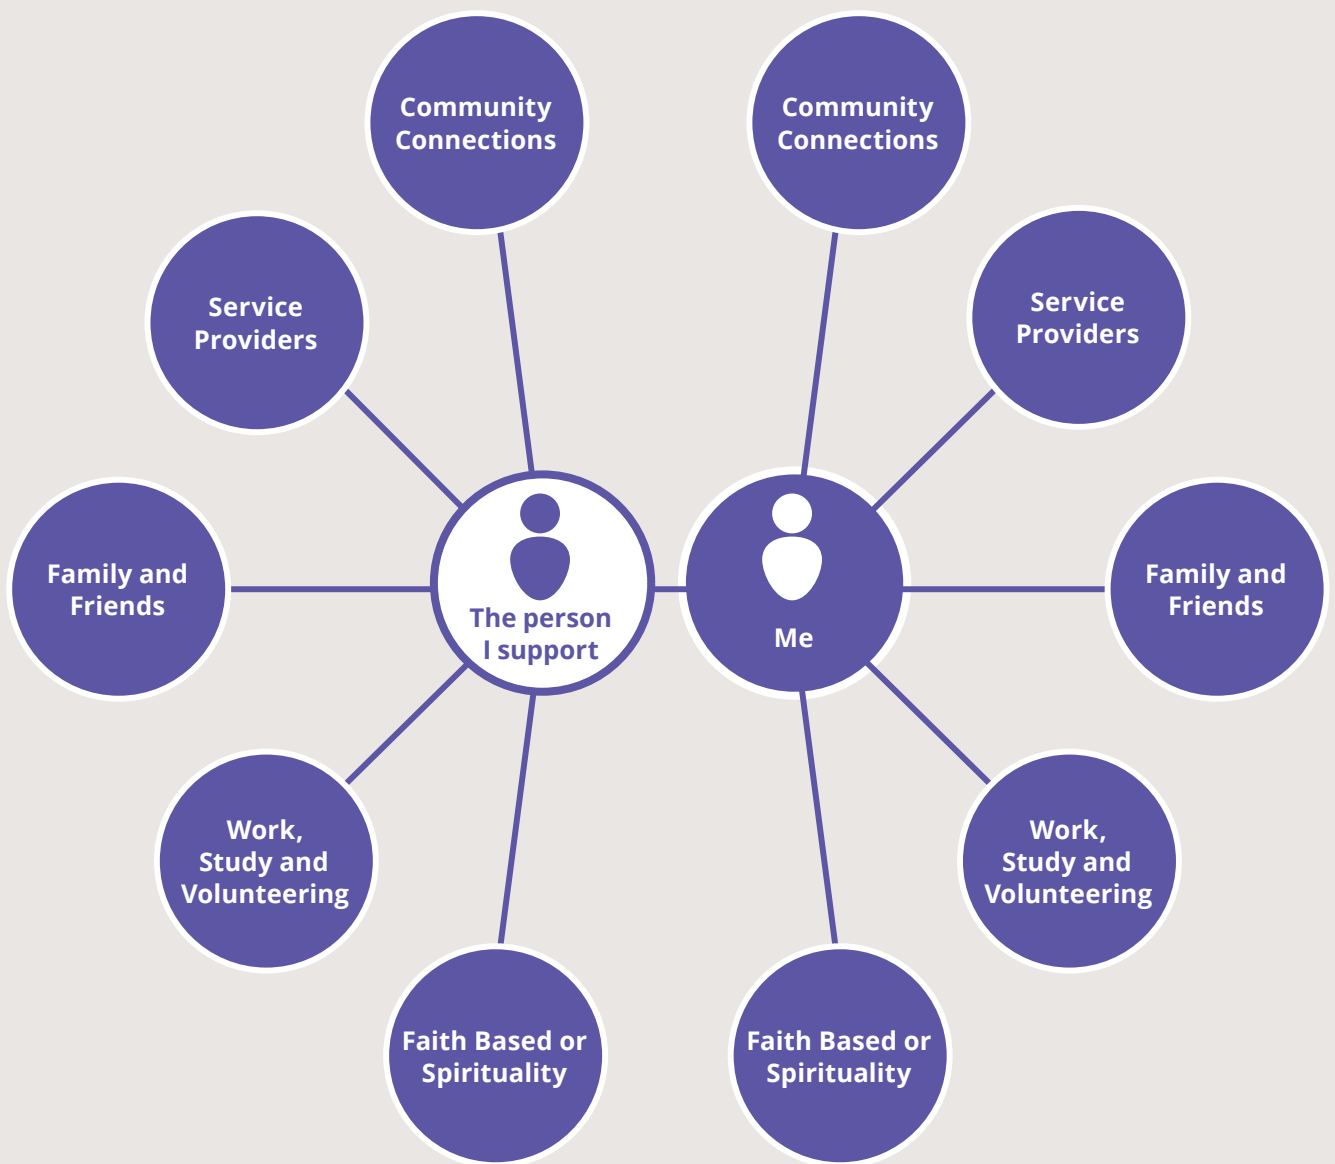 Community
Connections
Community
Connections
Service
Providers
Service
Providers
Family and
Friends
The person
I support
Me
Family and
Friends
Work,
Study and
Volunteering
Work,
Study and
Volunteering
Faith Based or
Spirituality
Faith Based or
Spirituality